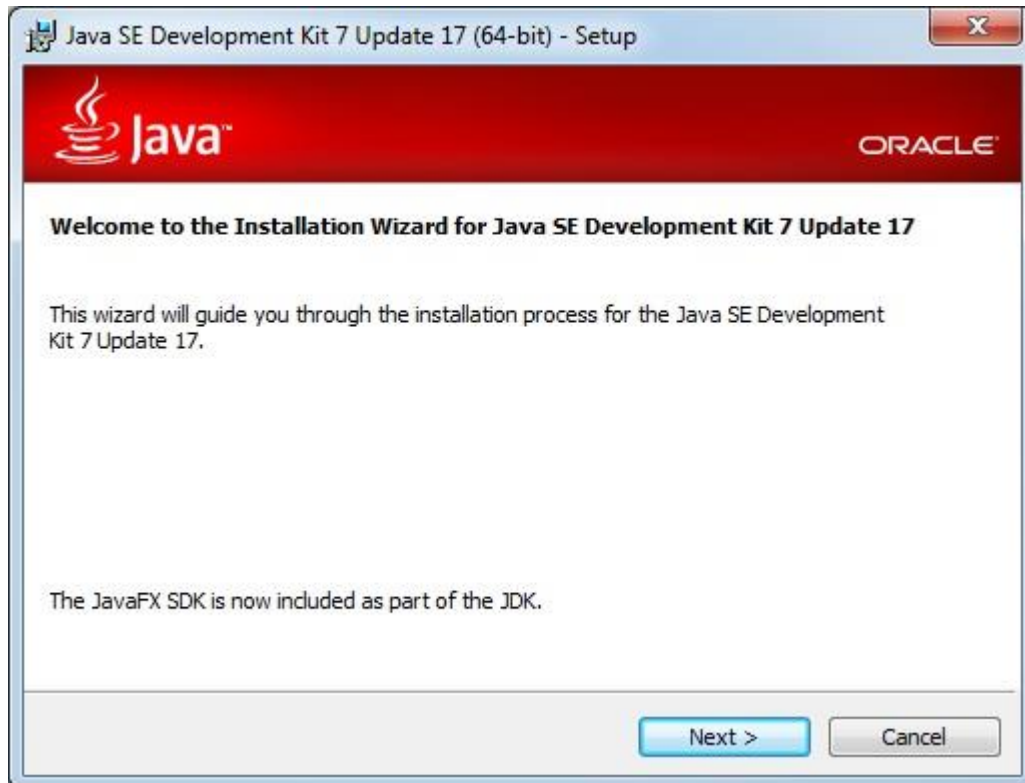 Java SE Development Kit 7 Update 17 (64-bit) - Setup
Java™
ORACLE®
Welcome to the Installation Wizard for Java SE Development Kit 7 Update 17
This wizard will guide you through the installation process for the Java SE Development
Kit 7 Update 17.
The JavaFX SDK is now included as part of the JDK.
Next >
Cancel